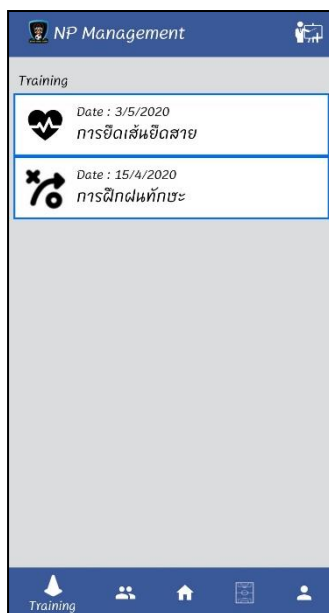 NP Management
Training
Date : 3/5/2020
การยืดเส้นยืดสาย
Date : 15/4/2020
การฝึกฝนทักษะ
Training